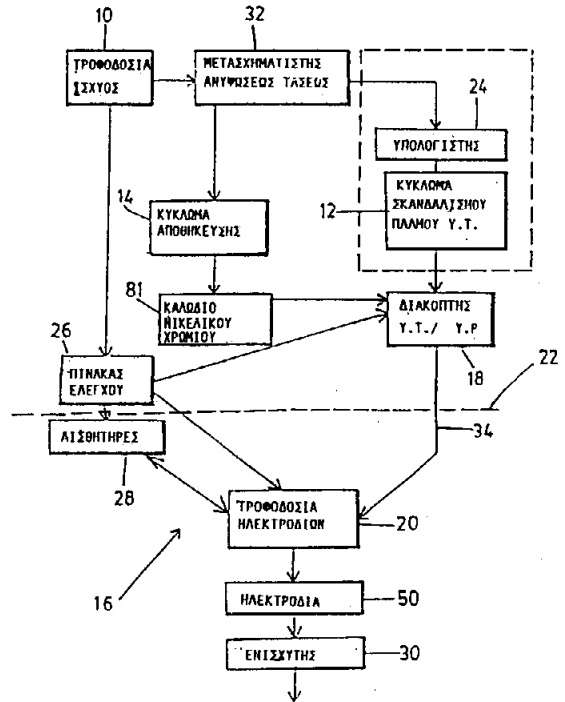 10
32
ΤΡΟΦΟΔΟΣΙΑ
ΙΣΧΥΟΣ
ΜΕΤΑΣΧΗΜΑΤΙΣΤΗΣ
ΑΝΥΨΩΣΕΩΣ ΤΑΣΕΩΣ
24
ΥΠΟΛΟΓΙΣΤΗΣ
14
ΚΥΚΛΩΜΑ
ΑΠΟΘΗΚΕΥΣΗΣ
12
ΚΥΚΛΩΜΑ
ΣΚΑΝΔΑΛΙΣΜΟΥ
ΠΑΛΜΟΥ Υ.Τ.
81
ΚΑΛΩΔΙΟ
ΝΙΚΕΛΙΚΟΥ
ΧΡΩΜΙΟΥ
ΔΙΑΚΟΠΤΗΣ
Υ.Τ./ Υ.Ρ
18
26
ΠΙΝΑΚΑΣ
ΕΛΕΓΧΟΥ
22
ΑΙΣΘΗΤΗΡΕΣ
28
34
ΤΡΟΦΟΔΟΣΙΑ
ΗΛΕΚΤΡΟΔΙΩΝ
20
16
ΗΛΕΚΤΡΟΔΙΑ
50
ΕΝΙΣΧΥΤΗΣ
30